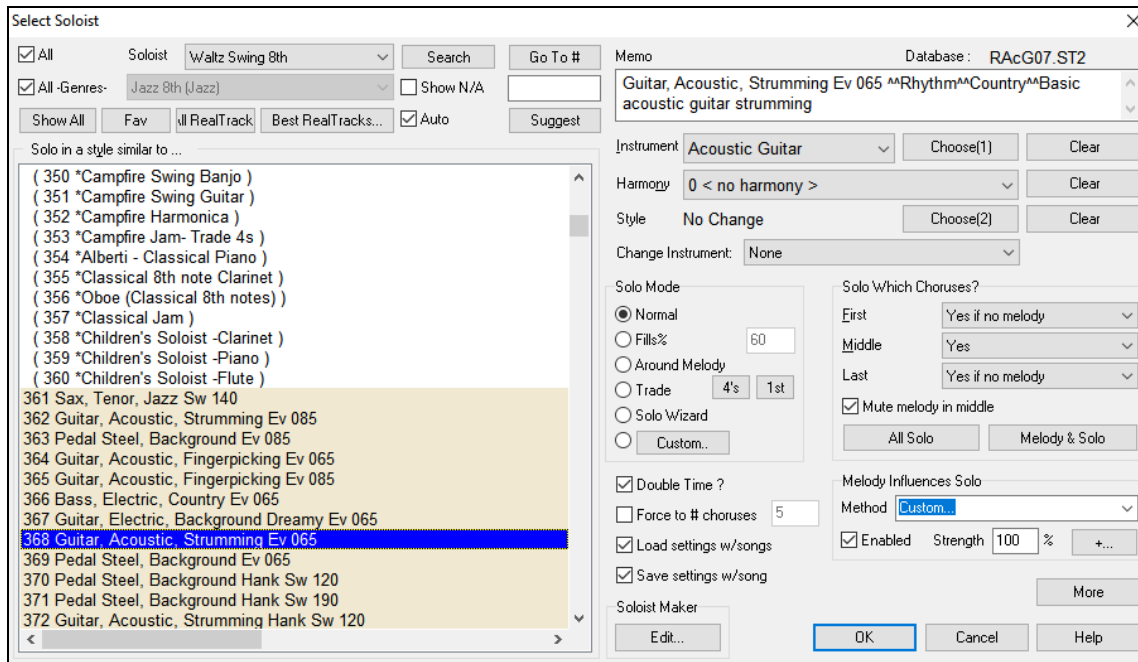 Select Soloist
All Soloist Waltz Swing 8th Search Go To #
All -Genres- Jazz 8th (Jazz) Show N/A
Show All Fav \ll RealTrack Best RealTracks... Auto Suggest
Solo in a style similar to ...
( 350 *Campfire Swing Banjo )
( 351 *Campfire Swing Guitar )
( 352 *Campfire Harmonica )
( 353 *Campfire Jam- Trade 4s )
( 354 *Alberti - Classical Piano )
( 355 *Classical 8th note Clarinet )
( 356 *Oboe (Classical 8th notes) )
( 357 *Classical Jam )
( 358 *Children's Soloist -Clarinet )
( 359 *Children's Soloist -Piano )
( 360 *Children's Soloist -Flute )
361 Sax, Tenor, Jazz Sw 140
362 Guitar, Acoustic, Strumming Ev 085
363 Pedal Steel, Background Ev 085
364 Guitar, Acoustic, Fingerpicking Ev 065
365 Guitar, Acoustic, Fingerpicking Ev 085
366 Bass, Electric, Country Ev 065
367 Guitar, Electric, Background Dreamy Ev 065
368 Guitar, Acoustic, Strumming Ev 065
369 Pedal Steel, Background Ev 065
370 Pedal Steel, Background Hank Sw 120
371 Pedal Steel, Background Hank Sw 190
372 Guitar, Acoustic, Strumming Hank Sw 120
Memo Database : RAcG07.ST2
Guitar, Acoustic, Strumming Ev 065 ^^Rhythm^^Country^^Basic
acoustic guitar strumming
Instrument Acoustic Guitar Choose(1) Clear
Harmony 0 < no harmony > Clear
Style No Change Choose(2) Clear
Change Instrument: None
Solo Mode
Normal
Fills% 60
Around Melody
Trade 4's 1st
Solo Wizard
Custom..
Solo Which Choruses?
First Yes if no melody
Middle Yes
Last Yes if no melody
Mute melody in middle
All Solo Melody & Solo
Double Time ?
Force to # choruses 5
Load settings w/songs
Save settings w/song
Melody Influences Solo
Method Custom...
Enabled Strength 100 % +...
Soloist Maker
Edit...
More
OK Cancel Help